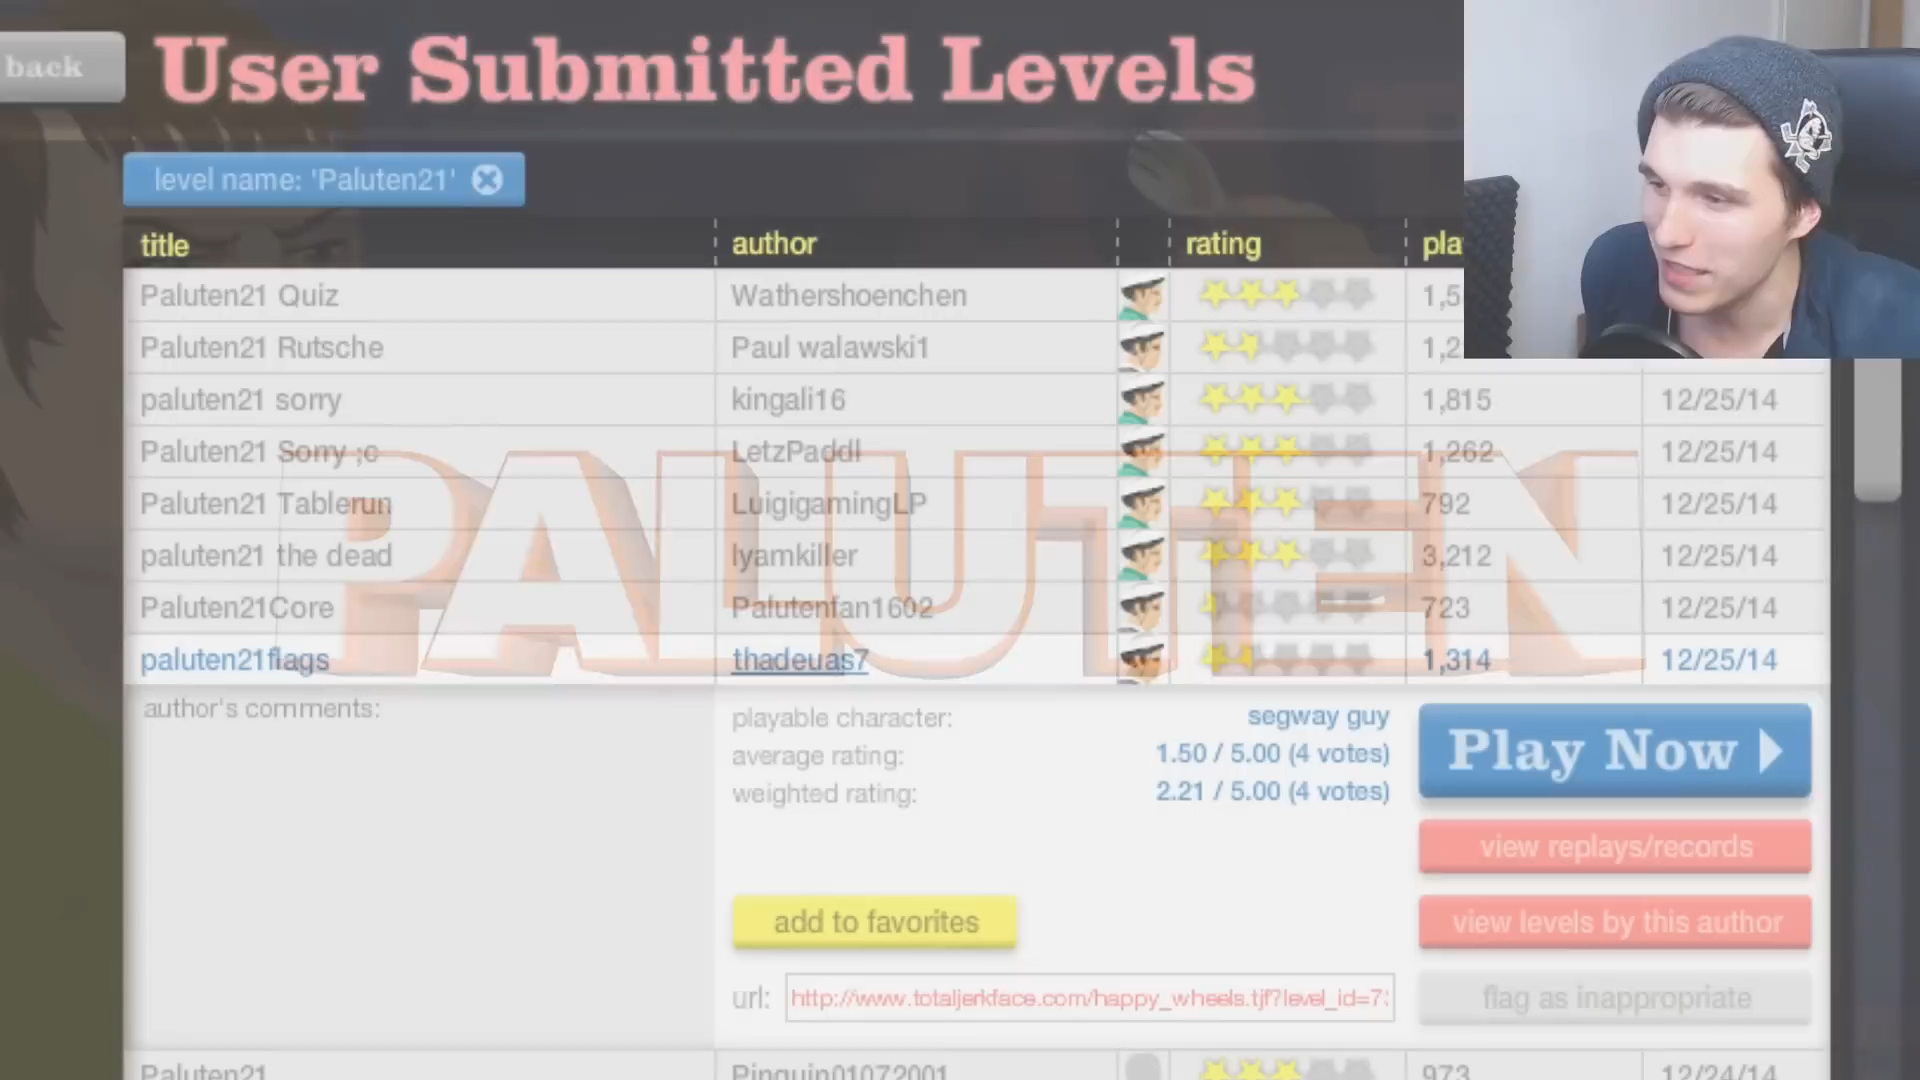 back
User Submitted Levels
level name: 'Paluten21'
title author rating pla
Paluten21 Quiz Wathershoenchen 1,5
Paluten21 Rutsche Paul walawski1 1,2
paluten21 sorry kingali16 1,815 12/25/14
Paluten21 Sorry ;c LetzPaddl 1,262 12/25/14
Paluten21 Tablerun LuigigamingLP 792 12/25/14
paluten21 the dead lyamkiller 3,212 12/25/14
Paluten21Core Palutenfan1602 723 12/25/14
paluten21flags thadeuas7 1,314 12/25/14
PALUTEN
author's comments:
playable character: segway guy
average rating: 1.50 / 5.00 (4 votes)
weighted rating: 2.21 / 5.00 (4 votes)
Play Now
view replays/records
add to favorites
view levels by this author
url: http://www.totaljerkface.com/happy_wheels.tjf?level_id=7
flag as inappropriate
Paluten21 Pinguin01072001 973 12/24/14